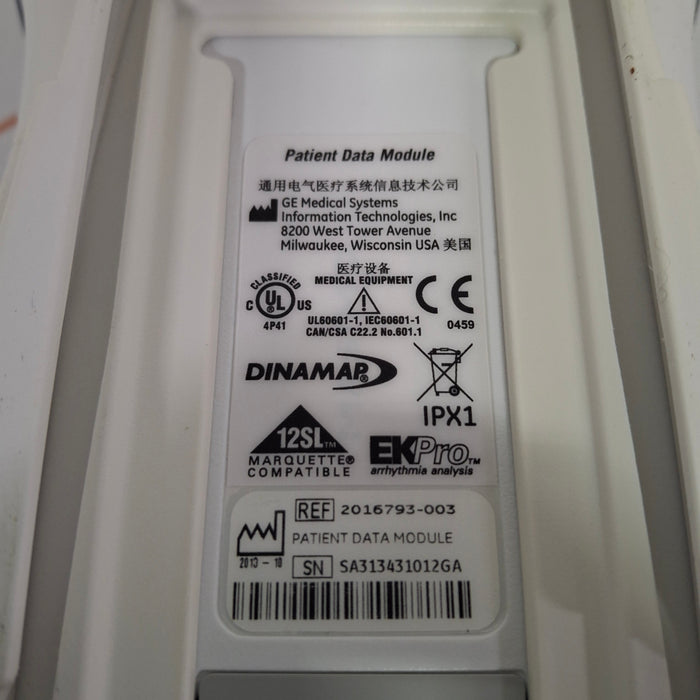 Patient Data Module
通用电气医疗系统信息技术公司
GE Medical Systems
Information Technologies, Inc
8200 West Tower Avenue
Milwaukee, Wisconsin USA 美国
医疗设备
MEDICAL EQUIPMENT
CLASSIFIED
C UL US
4P41
UL60601-1, IEC60601-1
CAN/CSA C22.2 No.601.1
CE
0459
DINAMAP®
IPX1
12SL™
MARQUETTE®
COMPATIBLE
EKPro™
arrhythmia analysis
REF 2016793-003
PATIENT DATA MODULE
2013-10
SN SA313431012GA